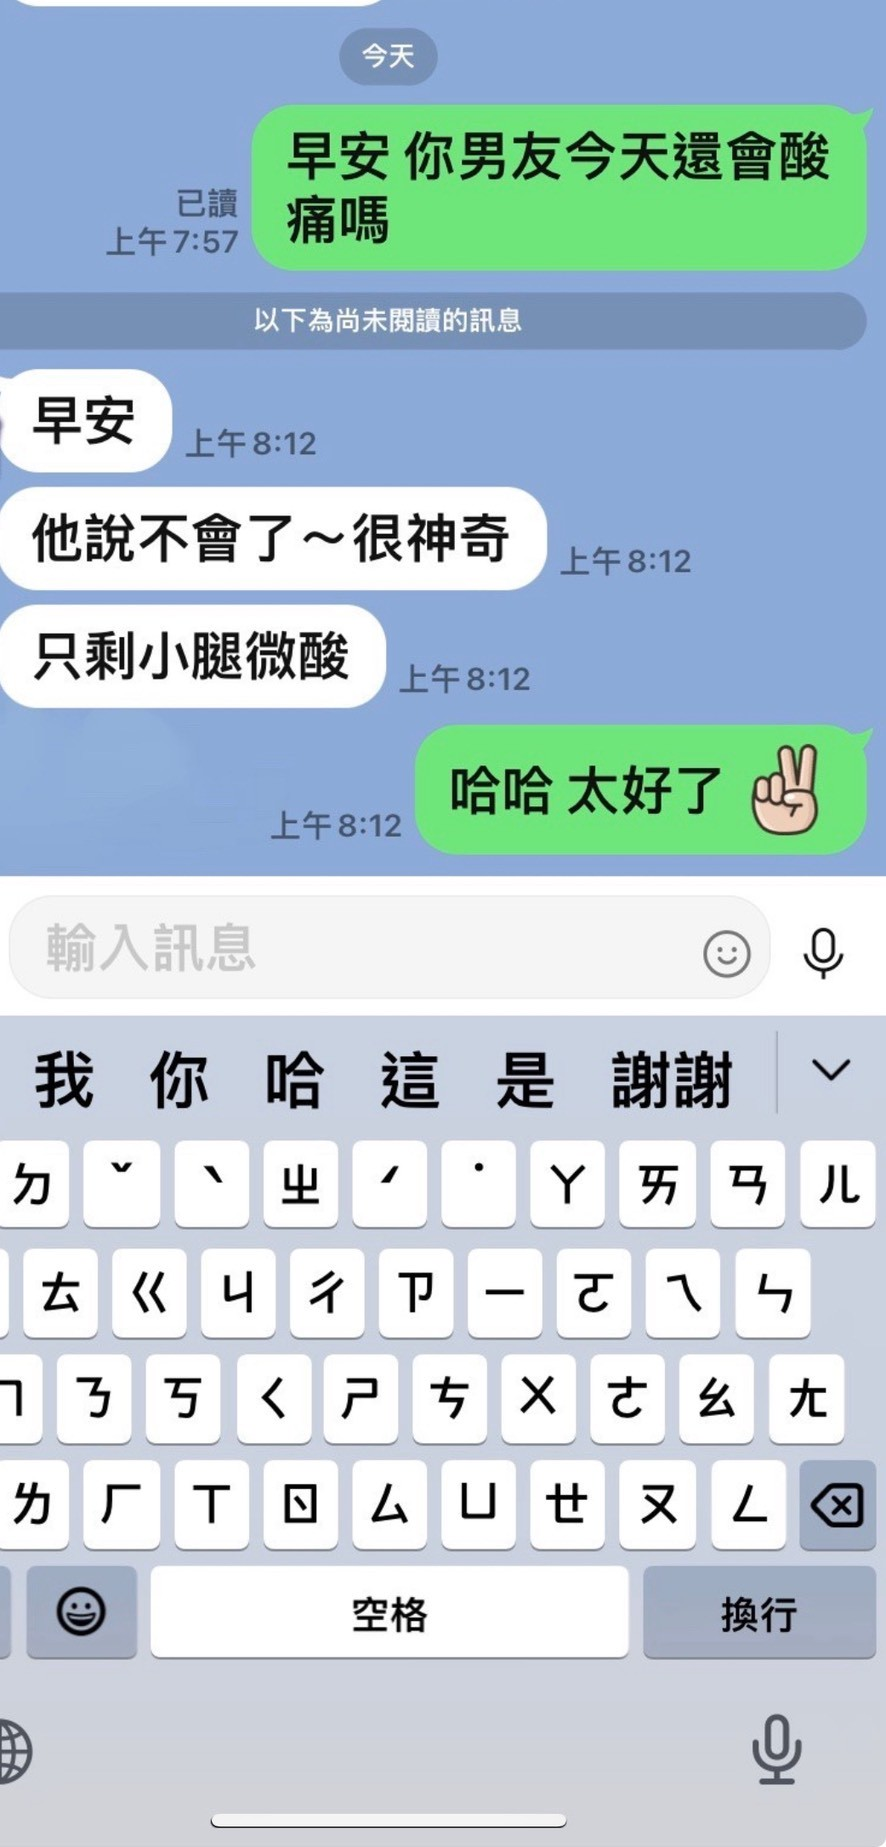 今天
早安 你男友今天還會酸
痛嗎
已讀
上午7:57
以下為尚未閱讀的訊息
早安
上午8:12
他說不會了～很神奇
上午8:12
只剩小腿微酸
上午8:12
哈哈 太好了 ✌🏻
上午8:12
輸入訊息
我 你 哈 這 是 謝謝
ㄉ ˇ ˋ ㄓ ˊ ˙ ㄚ ㄞ ㄢ ㄦ
ㄊ ㄍ ㄐ ㄔ ㄗ ㄧ ㄛ ㄟ ㄣ
ㄋ ㄎ ㄑ ㄕ ㄘ ㄨ ㄜ ㄠ ㄤ
ㄌ ㄏ ㄒ ㄖ ㄙ ㄩ ㄝ ㄡ ㄥ
空格 換行